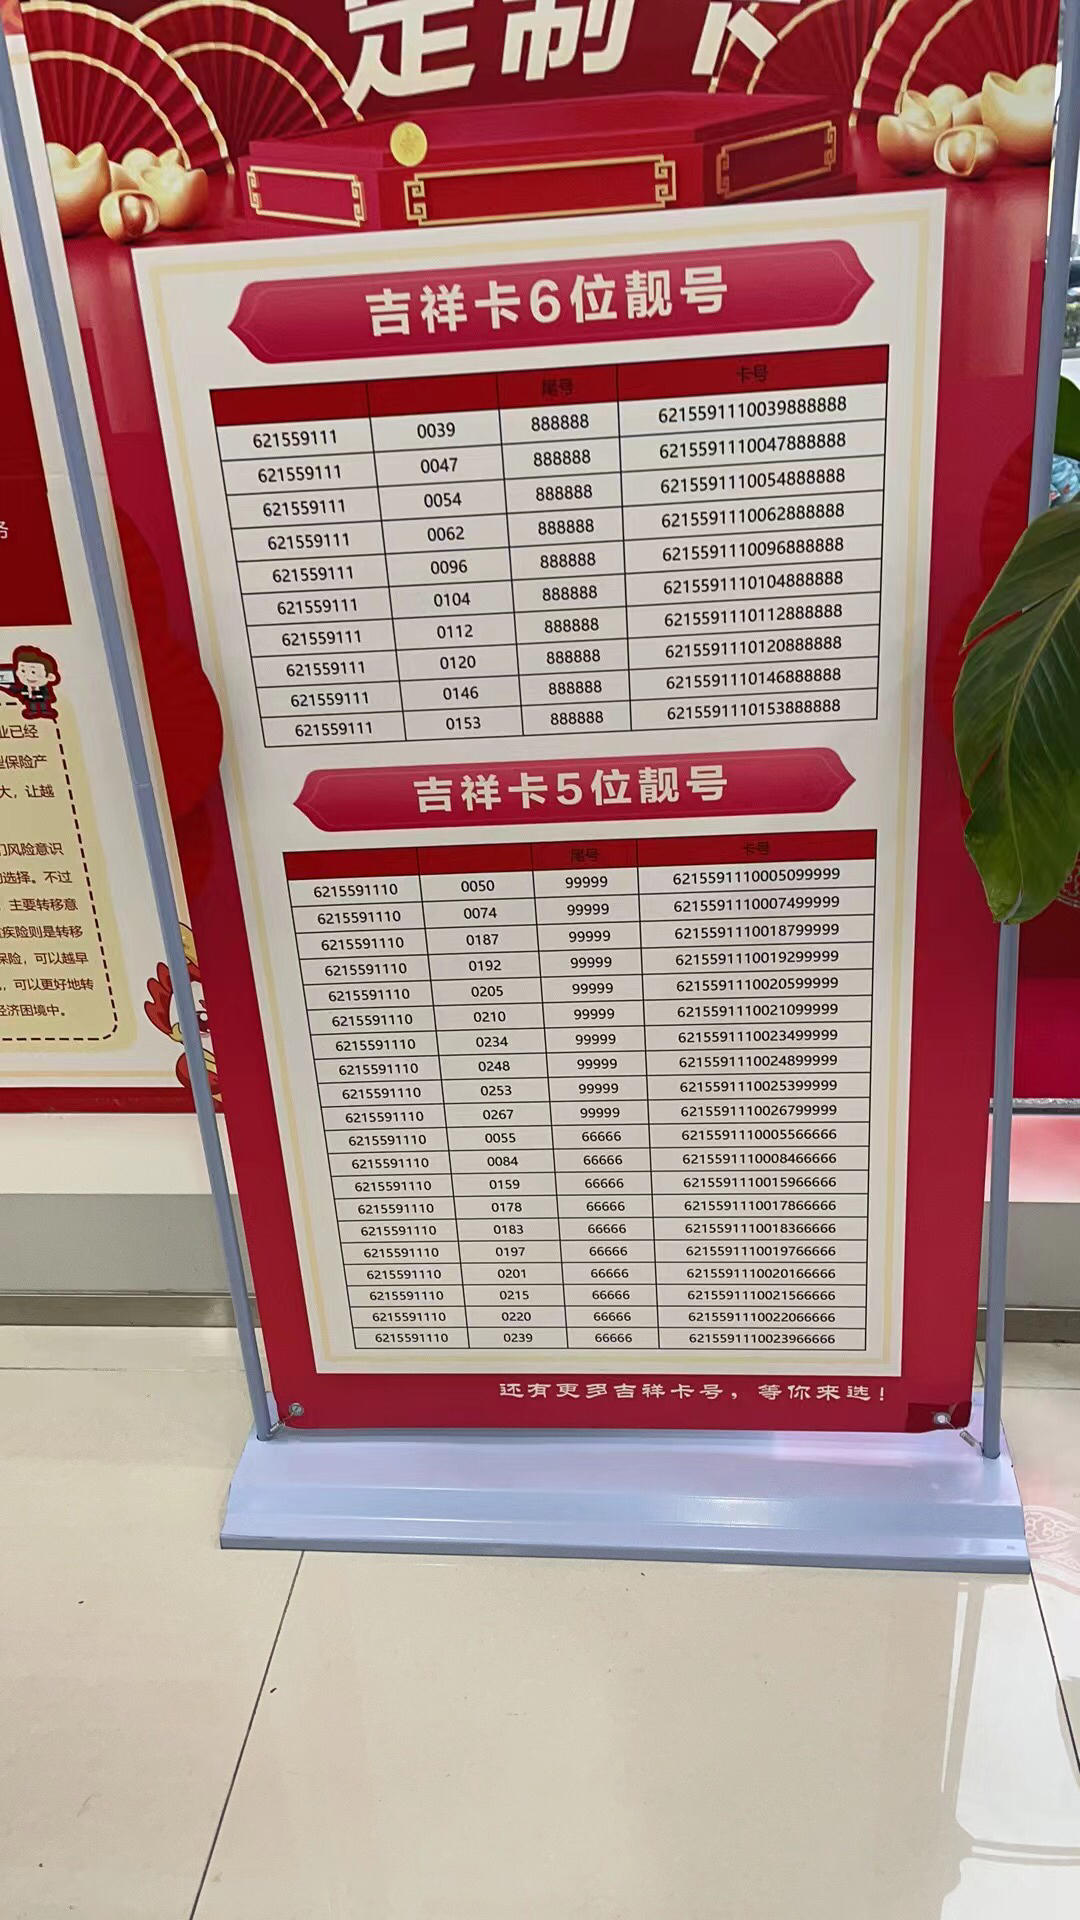 定制卡
吉祥卡6位靓号
尾号 卡号
621559111 0039 888888 6215591110039888888
621559111 0047 888888 6215591110047888888
621559111 0054 888888 6215591110054888888
621559111 0062 888888 6215591110062888888
621559111 0096 888888 6215591110096888888
621559111 0104 888888 6215591110104888888
621559111 0112 888888 6215591110112888888
621559111 0120 888888 6215591110120888888
621559111 0146 888888 6215591110146888888
621559111 0153 888888 6215591110153888888
吉祥卡5位靓号
尾号 卡号
6215591110 0050 99999 6215591110005099999
6215591110 0074 99999 6215591110007499999
6215591110 0187 99999 6215591110018799999
6215591110 0192 99999 6215591110019299999
6215591110 0205 99999 6215591110020599999
6215591110 0210 99999 6215591110021099999
6215591110 0234 99999 6215591110023499999
6215591110 0248 99999 6215591110024899999
6215591110 0253 99999 6215591110025399999
6215591110 0267 99999 6215591110026799999
6215591110 0055 66666 6215591110005566666
6215591110 0084 66666 6215591110008466666
6215591110 0159 66666 6215591110015966666
6215591110 0178 66666 6215591110017866666
6215591110 0183 66666 6215591110018366666
6215591110 0197 66666 6215591110019766666
6215591110 0201 66666 6215591110020166666
6215591110 0215 66666 6215591110021566666
6215591110 0220 66666 6215591110022066666
6215591110 0239 66666 6215591110023966666
还有更多吉祥卡号，等你来选！
务
业已经
型保险产
大，让越
门风险意识
选择。不过
主要转移意
疾险则是转移
保险，可以越早
，可以更好地转
经济困境中。